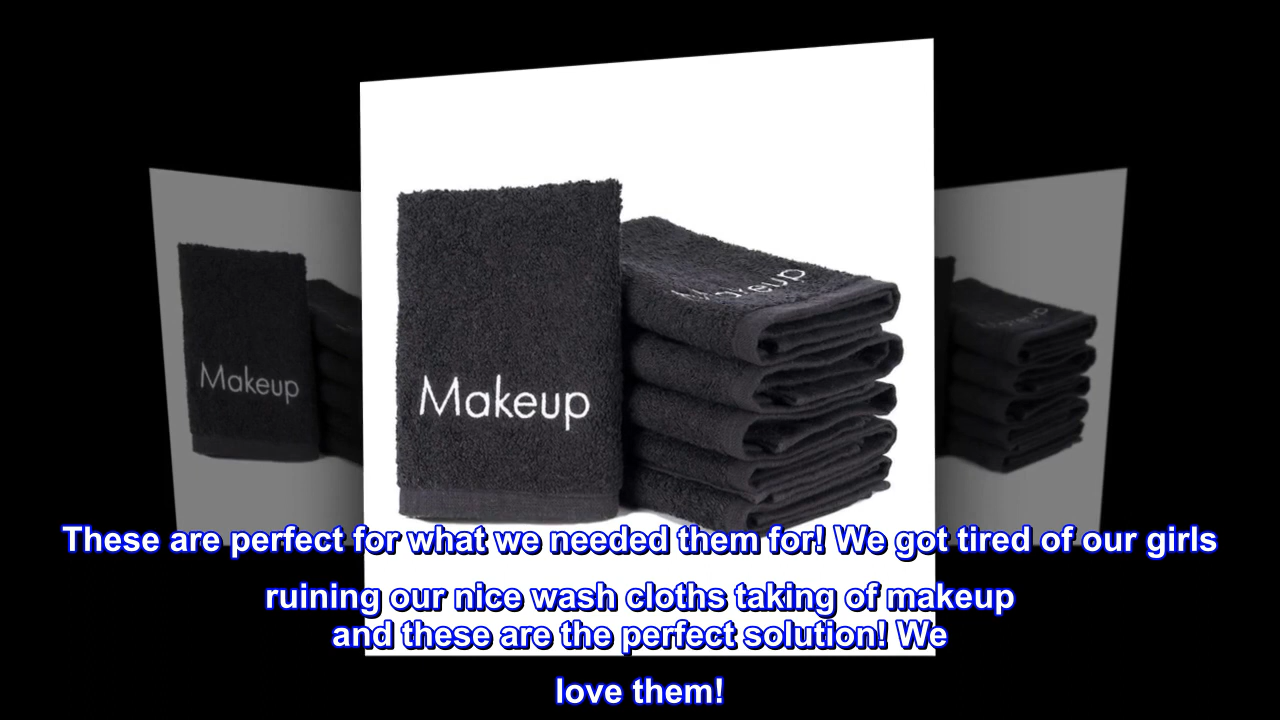 Makeup
Makeup
Makeup
Makeup
These are perfect for what we needed them for! We got tired of our girls
ruining our nice wash cloths taking of makeup
and these are the perfect solution! We
love them!